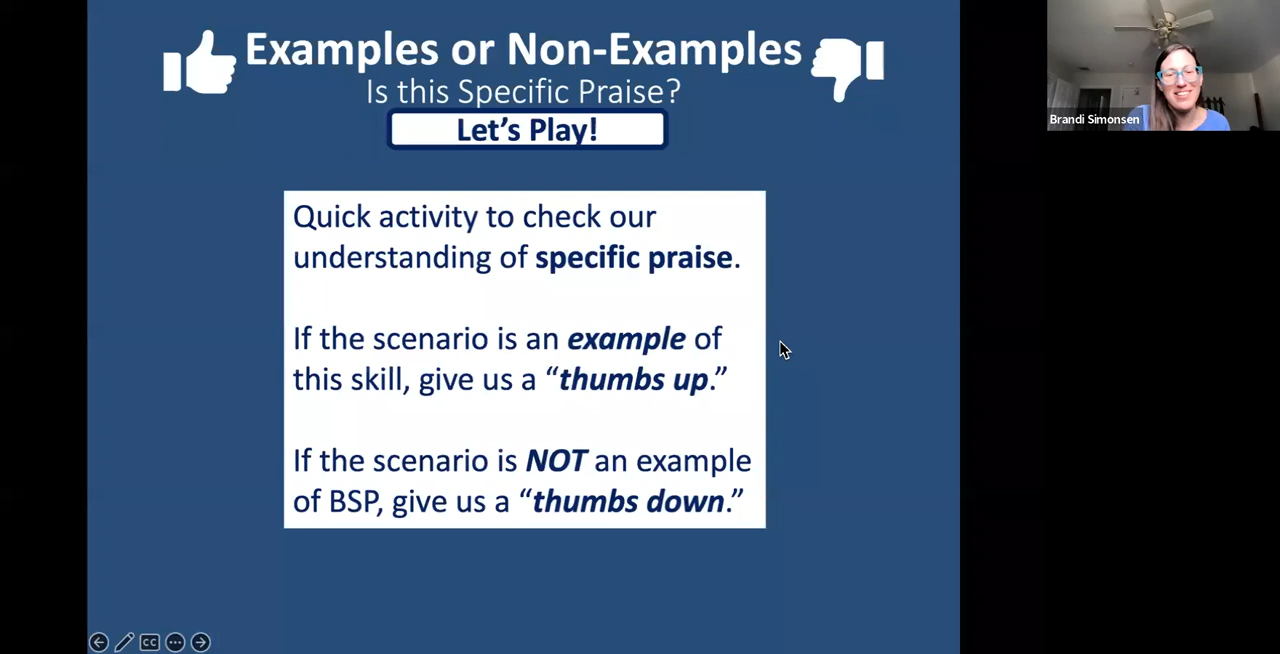 Examples or Non-Examples
Is this Specific Praise?
Let’s Play!
Quick activity to check our
understanding of specific praise.
If the scenario is an example of
this skill, give us a “thumbs up.”
If the scenario is NOT an example
of BSP, give us a “thumbs down.”
Brandi Simonsen
CC